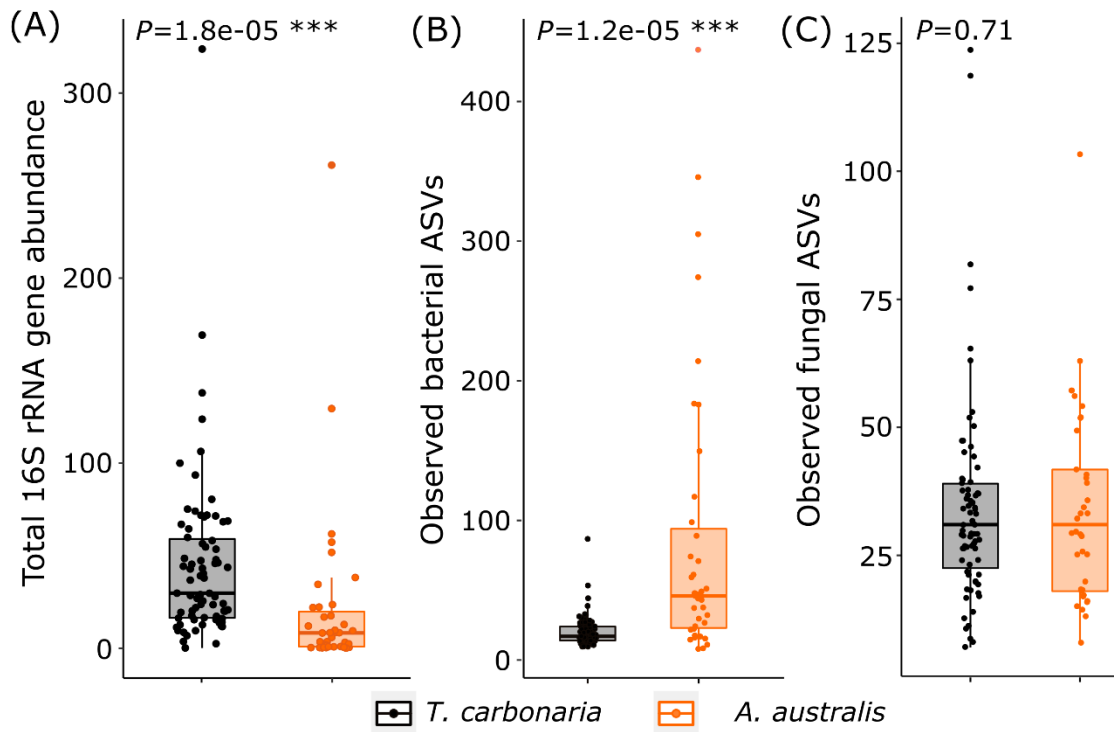 (A)
P=1.8e-05 ***
Total 16S rRNA gene abundance
300
200
100
0
(B)
P=1.2e-05 ***
Observed bacterial ASVs
400
300
200
100
0
(C)
P=0.71
Observed fungal ASVs
125
100
75
50
25
T. carbonaria
A. australis